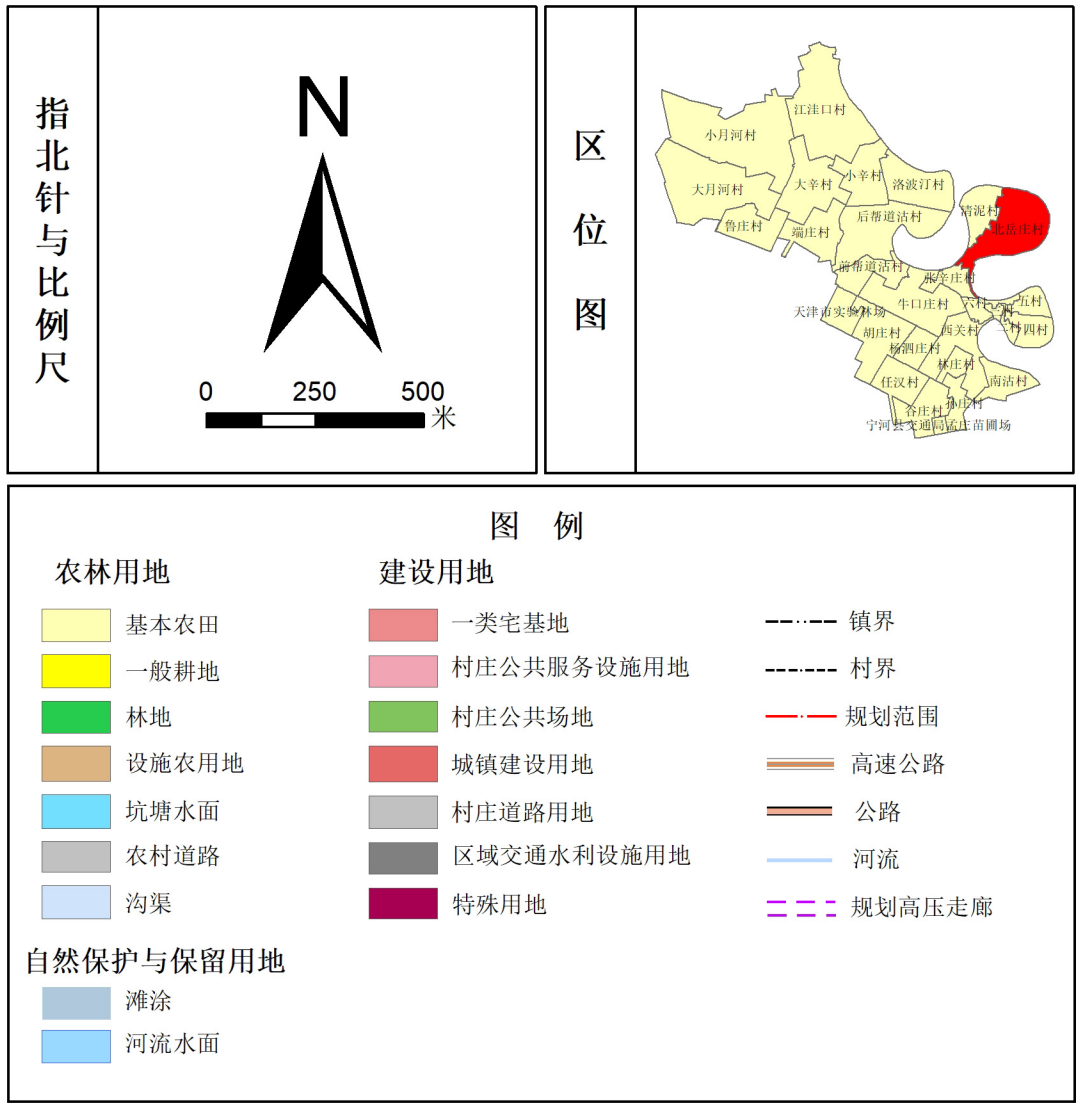 指北针与比例尺
N
0 250 500
米
区位图
江洼口村
小月河村
大月河村
大辛村
小辛村
洛波汀村
清泥村
北岳庄村
鲁庄村
端庄村
后帮道沽村
前帮道沽村
张辛庄村
牛口庄村
六村
五村
天津市实验林场
胡庄村
西关村
一村
四村
杨泗庄村
林庄村
任汉村
南沽村
谷庄村
孙庄村
宁河县交通局孟庄苗圃场
图 例
农林用地
基本农田
一般耕地
林地
设施农用地
坑塘水面
农村道路
沟渠
自然保护与保留用地
滩涂
河流水面
建设用地
一类宅基地
村庄公共服务设施用地
村庄公共场地
城镇建设用地
村庄道路用地
区域交通水利设施用地
特殊用地
镇界
村界
规划范围
高速公路
公路
河流
规划高压走廊